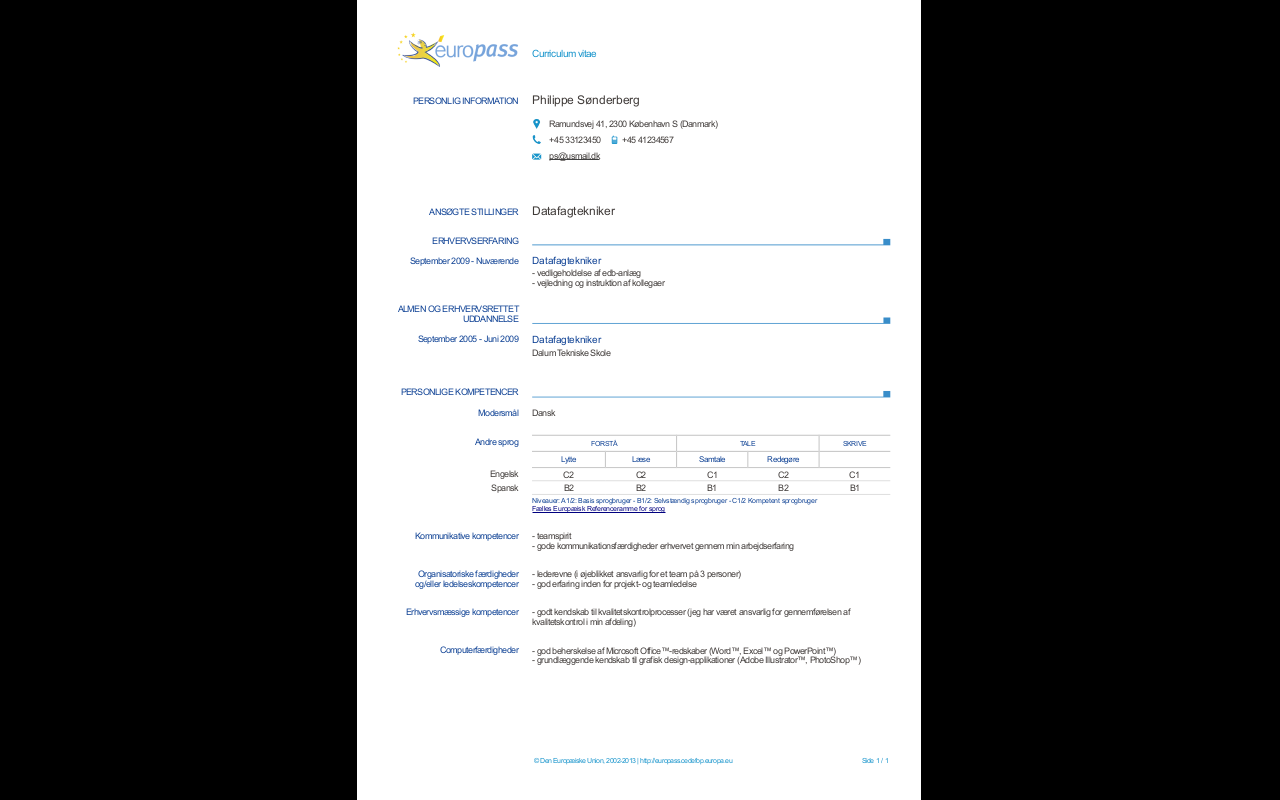 europass
Curriculum vitae
PERSONLIG INFORMATION
Philippe Sønderberg
Ramundsvej 41, 2300 København S (Danmark)
+45 33123450 +45 41234567
ps@usmail.dk
ANSØGTE STILLINGER
Datafagtekniker
ERHVERVSERFARING
September 2009 - Nuværende
Datafagtekniker
- vedligeholdelse af edb-anlæg
- vejledning og instruktion af kollegaer
ALMEN OG ERHVERVSRETTET
UDDANNELSE
September 2005 - Juni 2009
Datafagtekniker
Dalum Tekniske Skole
PERSONLIGE KOMPETENCER
Modersmål Dansk
Andre sprog FORSTÅ TALE SKRIVE
Lytte Læse Samtale Redegøre
Engelsk C2 C2 C1 C2 C1
Spansk B2 B2 B1 B2 B1
Niveauer: A1/2: Basis sprogbruger - B1/2: Selvstændig sprogbruger - C1/2 Kompetent sprogbruger
Fælles Europæisk Referenceramme for sprog
Kommunikative kompetencer
- teamspirit
- gode kommunikationsfærdigheder erhvervet gennem min arbejdserfaring
Organisatoriske færdigheder
og/eller ledelseskompetencer
- lederevne (i øjeblikket ansvarlig for et team på 3 personer)
- god erfaring inden for projekt- og teamledelse
Erhvervsmæssige kompetencer
- godt kendskab til kvalitetskontrolprocesser (jeg har været ansvarlig for gennemførelsen af
kvalitetskontrol i min afdeling)
Computerfærdigheder
- god beherskelse af Microsoft Office™-redskaber (Word™, Excel™ og PowerPoint™)
- grundlæggende kendskab til grafisk design-applikationer (Adobe Illustrator™, PhotoShop™)
© Den Europæiske Union, 2002-2013 | http://europass.cedefop.europa.eu Side 1 / 1